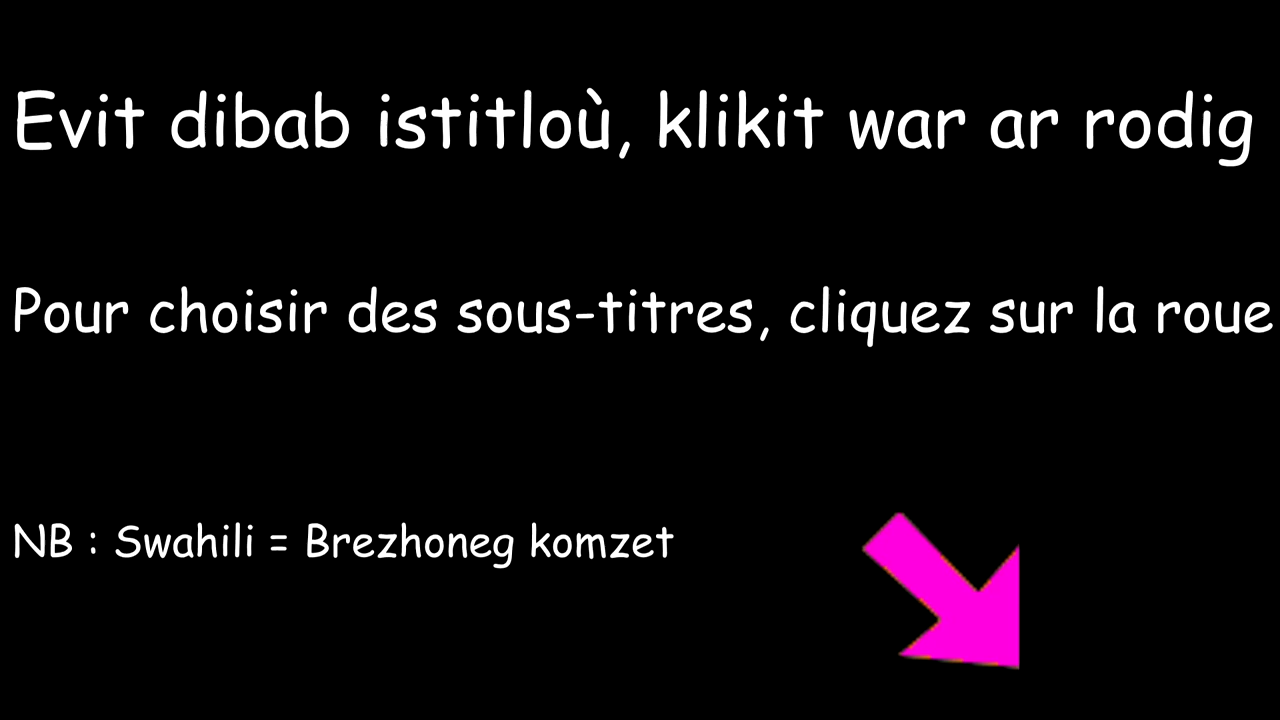 Evit dibab istitloù, klikit war ar rodig
Pour choisir des sous-titres, cliquez sur la roue
NB : Swahili = Brezhoneg komzet